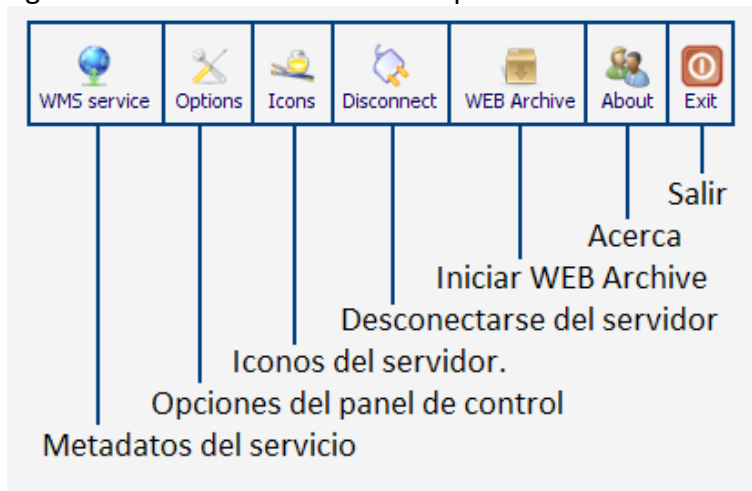 WMS service Options Icons Disconnect WEB Archive About Exit
Salir
Acerca
Iniciar WEB Archive
Desconectarse del servidor
Iconos del servidor.
Opciones del panel de control
Metadatos del servicio